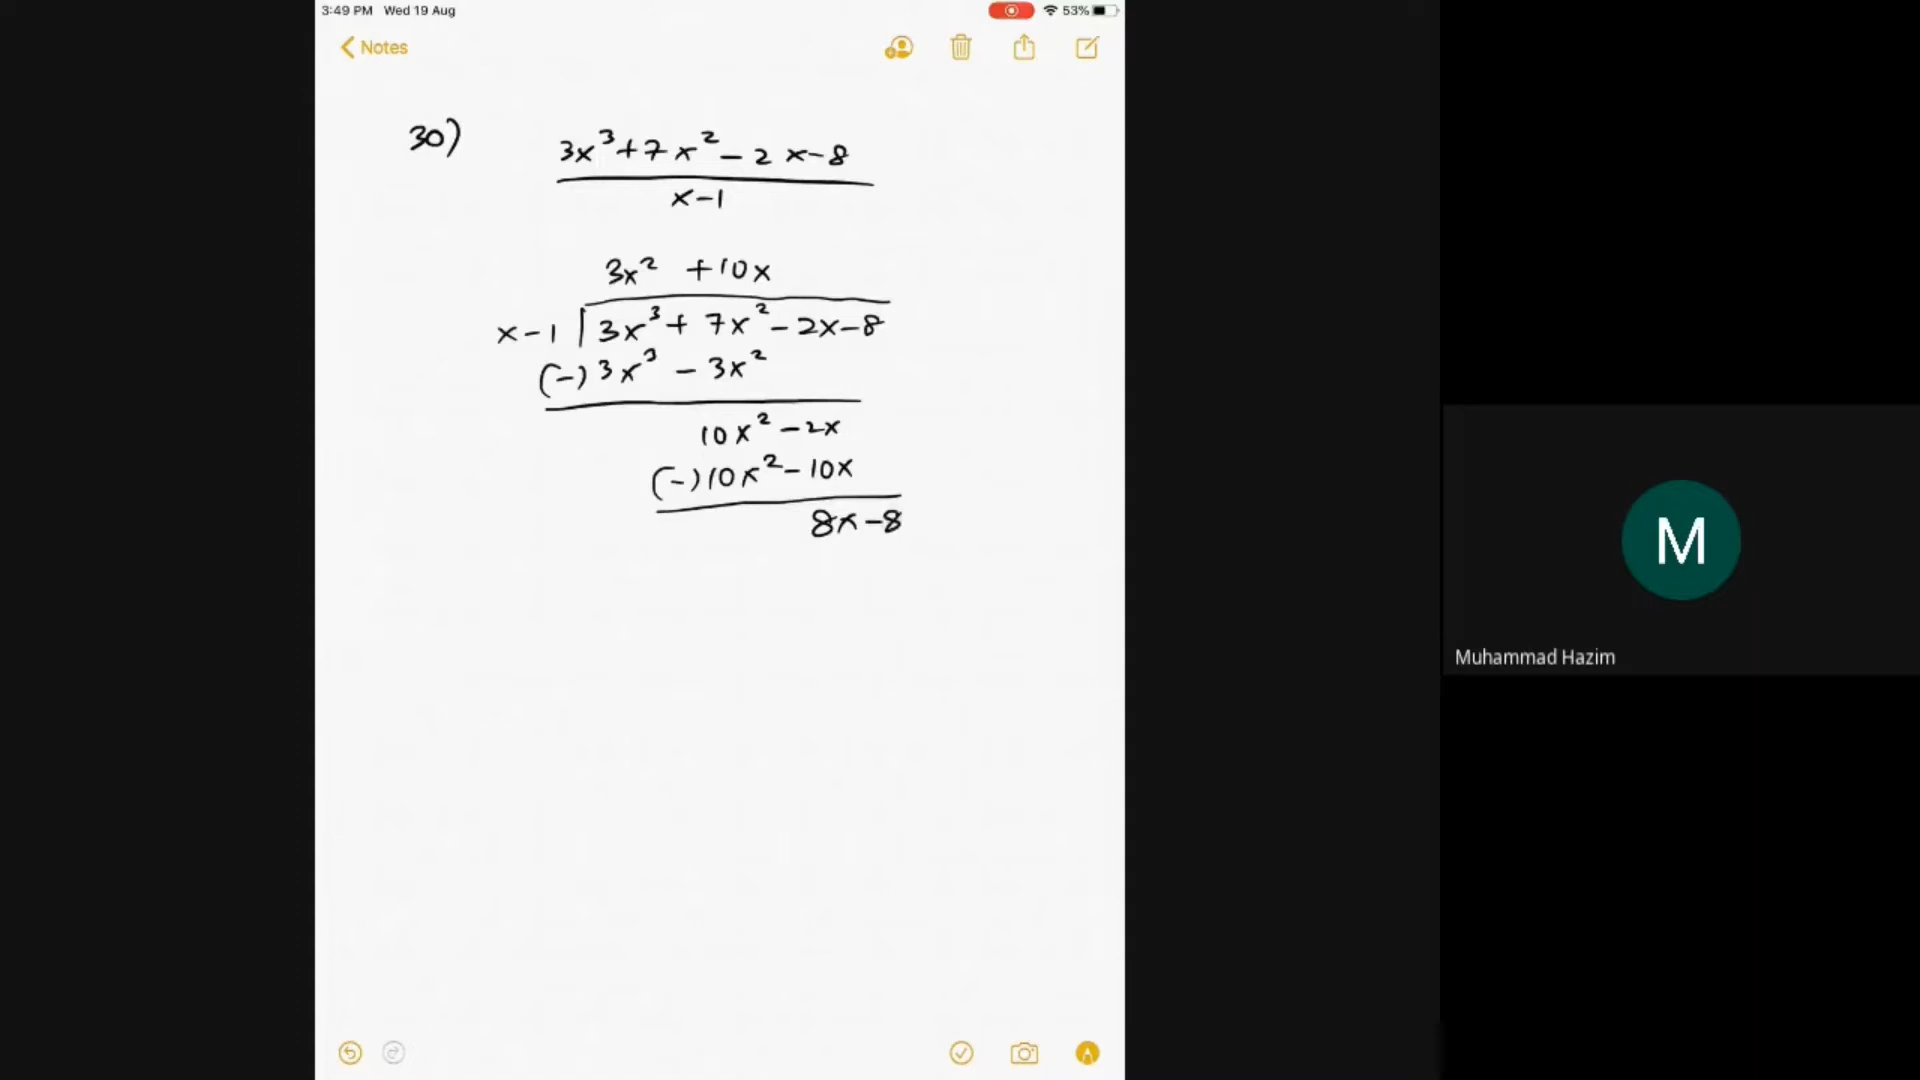 3:49 PM Wed 19 Aug
53%
Notes
30)
3x³+7x²-2x-8
x-1
3x² +10x
x-1 3x³+7x²-2x-8
(-)3x³-3x²
10x²-2x
(-)10x²-10x
8x-8
M
Muhammad Hazim